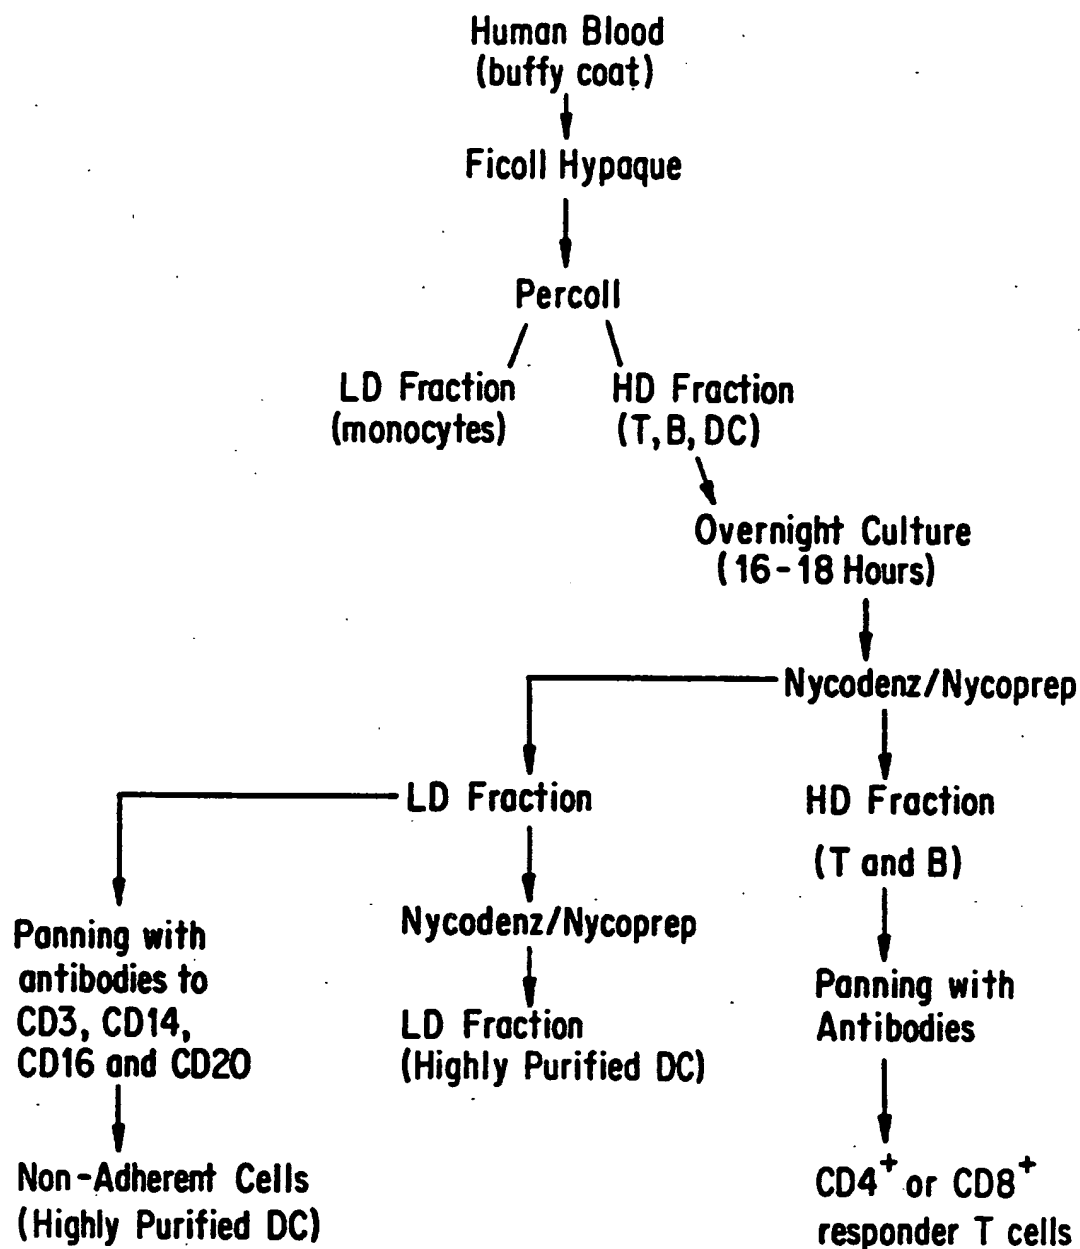 Human Blood
(buffy coat)
Ficoll Hypaque
Percoll
LD Fraction
(monocytes)
HD Fraction
(T, B, DC)
Overnight Culture
(16-18 Hours)
Nycodenz/Nycoprep
LD Fraction
HD Fraction
(T and B)
Panning with
antibodies to
CD3, CD14,
CD16 and CD20
Nycodenz/Nycoprep
LD Fraction
(Highly Purified DC)
Panning with
Antibodies
Non-Adherent Cells
(Highly Purified DC)
CD4+ or CD8+
responder T cells